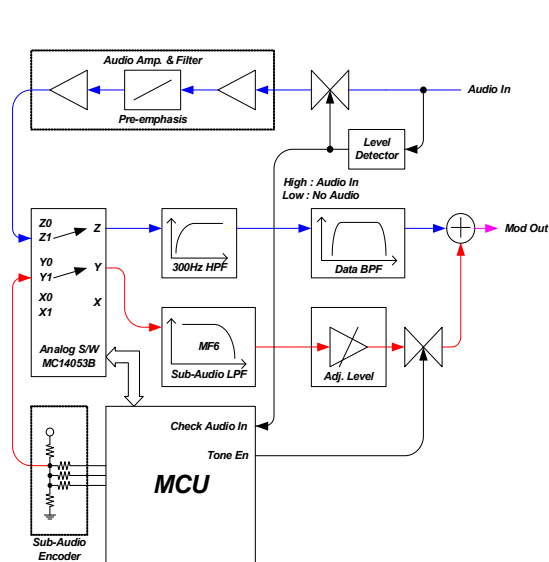 Audio Amp. & Filter
Pre-emphasis
Audio In
Level
Detector
High : Audio In
Low : No Audio
Z0
Z1
Z
Y0
Y1
Y
X0
X1
X
Analog S/W
MC14053B
300Hz HPF
Data BPF
Mod Out
MF6
Sub-Audio LPF
Adj. Level
Check Audio In
Tone En
MCU
Sub-Audio
Encoder